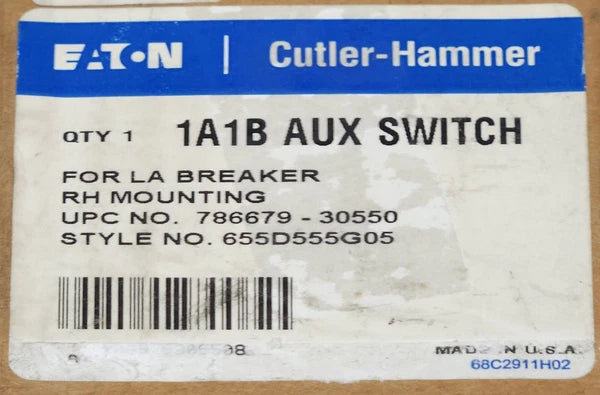 EATON | Cutler-Hammer
QTY 1 1A1B AUX SWITCH
FOR LA BREAKER
RH MOUNTING
UPC NO. 786679 - 30550
STYLE NO. 655D555G05
MADE IN U.S.A.
68C2911H02